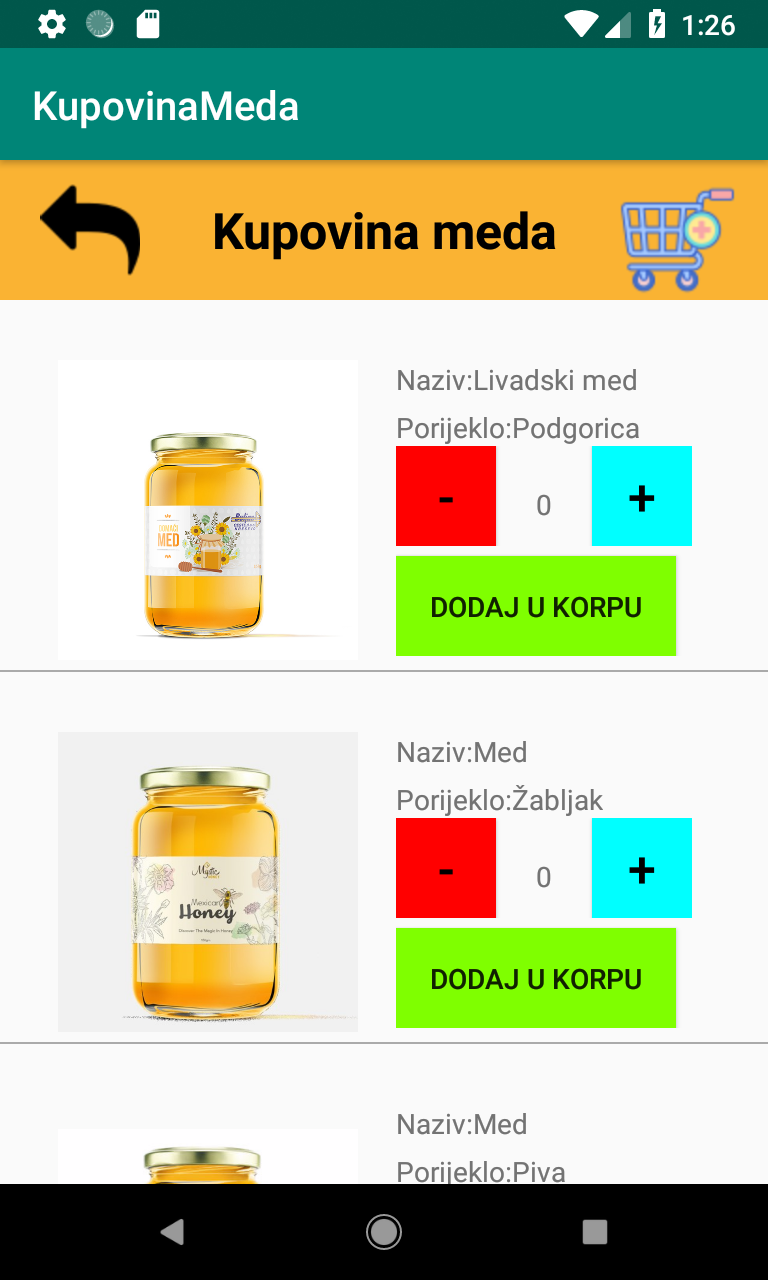 1:26
KupovinaMeda
Kupovina meda
Naziv:Livadski med
Porijeklo:Podgorica
-
0
+
DODAJ U KORPU
DOMAĆI
MED
Naziv:Med
Porijeklo:Žabljak
-
0
+
DODAJ U KORPU
Mystic
Mexican
Honey
Discover The Magic In Honey
Naziv:Med
Porijeklo:Piva